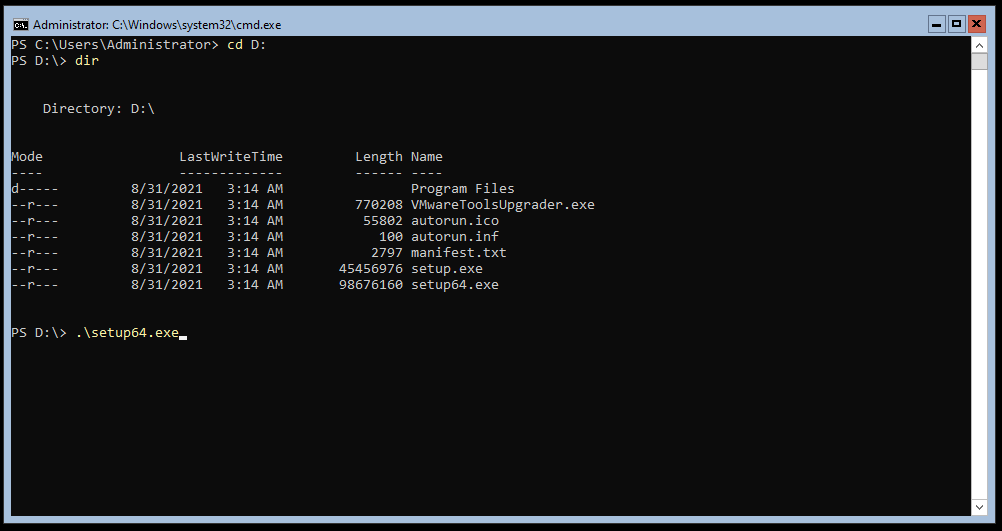 Administrator: C:\Windows\system32\cmd.exe
PS C:\Users\Administrator> cd D:
PS D:\> dir
    Directory: D:\
Mode                 LastWriteTime         Length Name
----                 -------------         ------ ----
d-----         8/31/2021   3:14 AM                Program Files
--r---         8/31/2021   3:14 AM         770208 VMwareToolsUpgrader.exe
--r---         8/31/2021   3:14 AM          55802 autorun.ico
--r---         8/31/2021   3:14 AM            100 autorun.inf
--r---         8/31/2021   3:14 AM           2797 manifest.txt
--r---         8/31/2021   3:14 AM       45456976 setup.exe
--r---         8/31/2021   3:14 AM       98676160 setup64.exe
PS D:\> .\setup64.exe